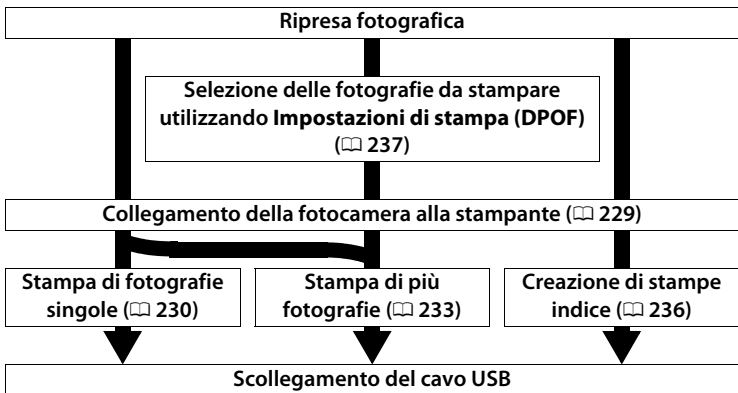 Ripresa fotografica
Selezione delle fotografie da stampare
utilizzando Impostazioni di stampa (DPOF)
(📖 237)
Collegamento della fotocamera alla stampante (📖 229)
Stampa di fotografie
singole (📖 230)
Stampa di più
fotografie (📖 233)
Creazione di stampe
indice (📖 236)
Scollegamento del cavo USB